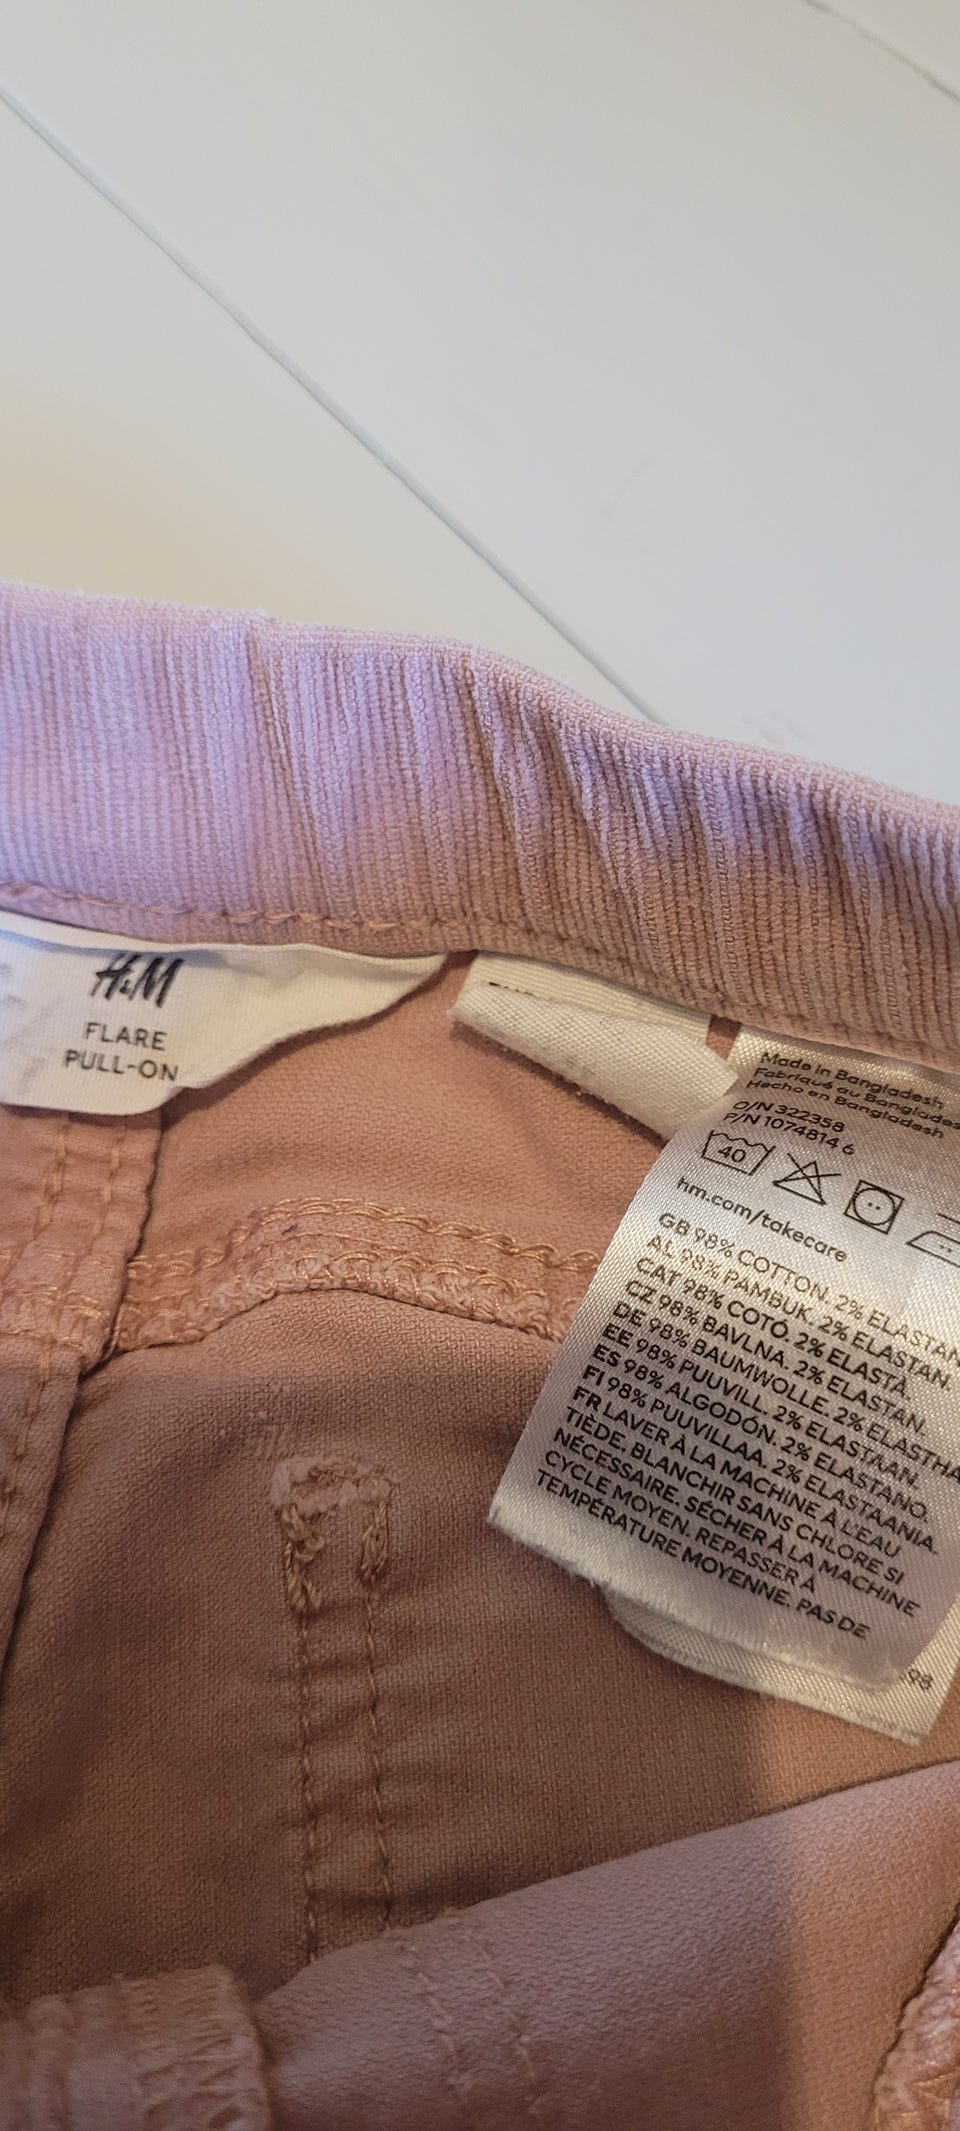 H&M
FLARE
PULL-ON
Made in Bangladesh
Fabriqué au Bangladesh
Hecho en Bangladesh
O/N 322358
P/N 1074814 6
40
hm.com/takecare
GB 98% COTTON. 2% ELASTAN
AL 98% PAMBUK. 2% ELASTAN.
CAT 98% COTÓ. 2% ELASTÀ.
CZ 98% BAVLNA. 2% ELASTAN.
DE 98% BAUMWOLLE. 2% ELASTHA
EE 98% PUUVILL. 2% ELASTAAN.
ES 98% ALGODÓN. 2% ELASTANO.
FI 98% PUUVILLAA. 2% ELASTAANIA.
FR LAVER À LA MACHINE À L'EAU
TIÈDE. BLANCHIR SANS CHLORE SI
NÉCESSAIRE. SÉCHER À LA MACHINE
CYCLE MOYEN. REPASSER À
TEMPÉRATURE MOYENNE. PAS DE
98